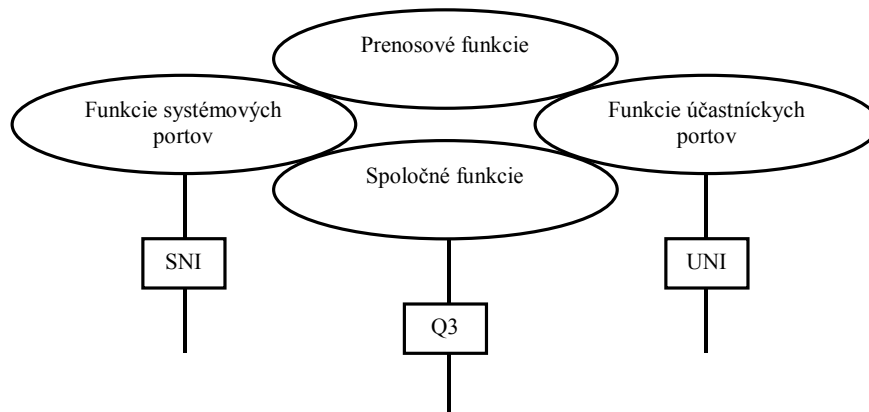 Prenosové funkcie
Funkcie systémových
portov
Funkcie účastníckych
portov
Spoločné funkcie
SNI
UNI
Q3